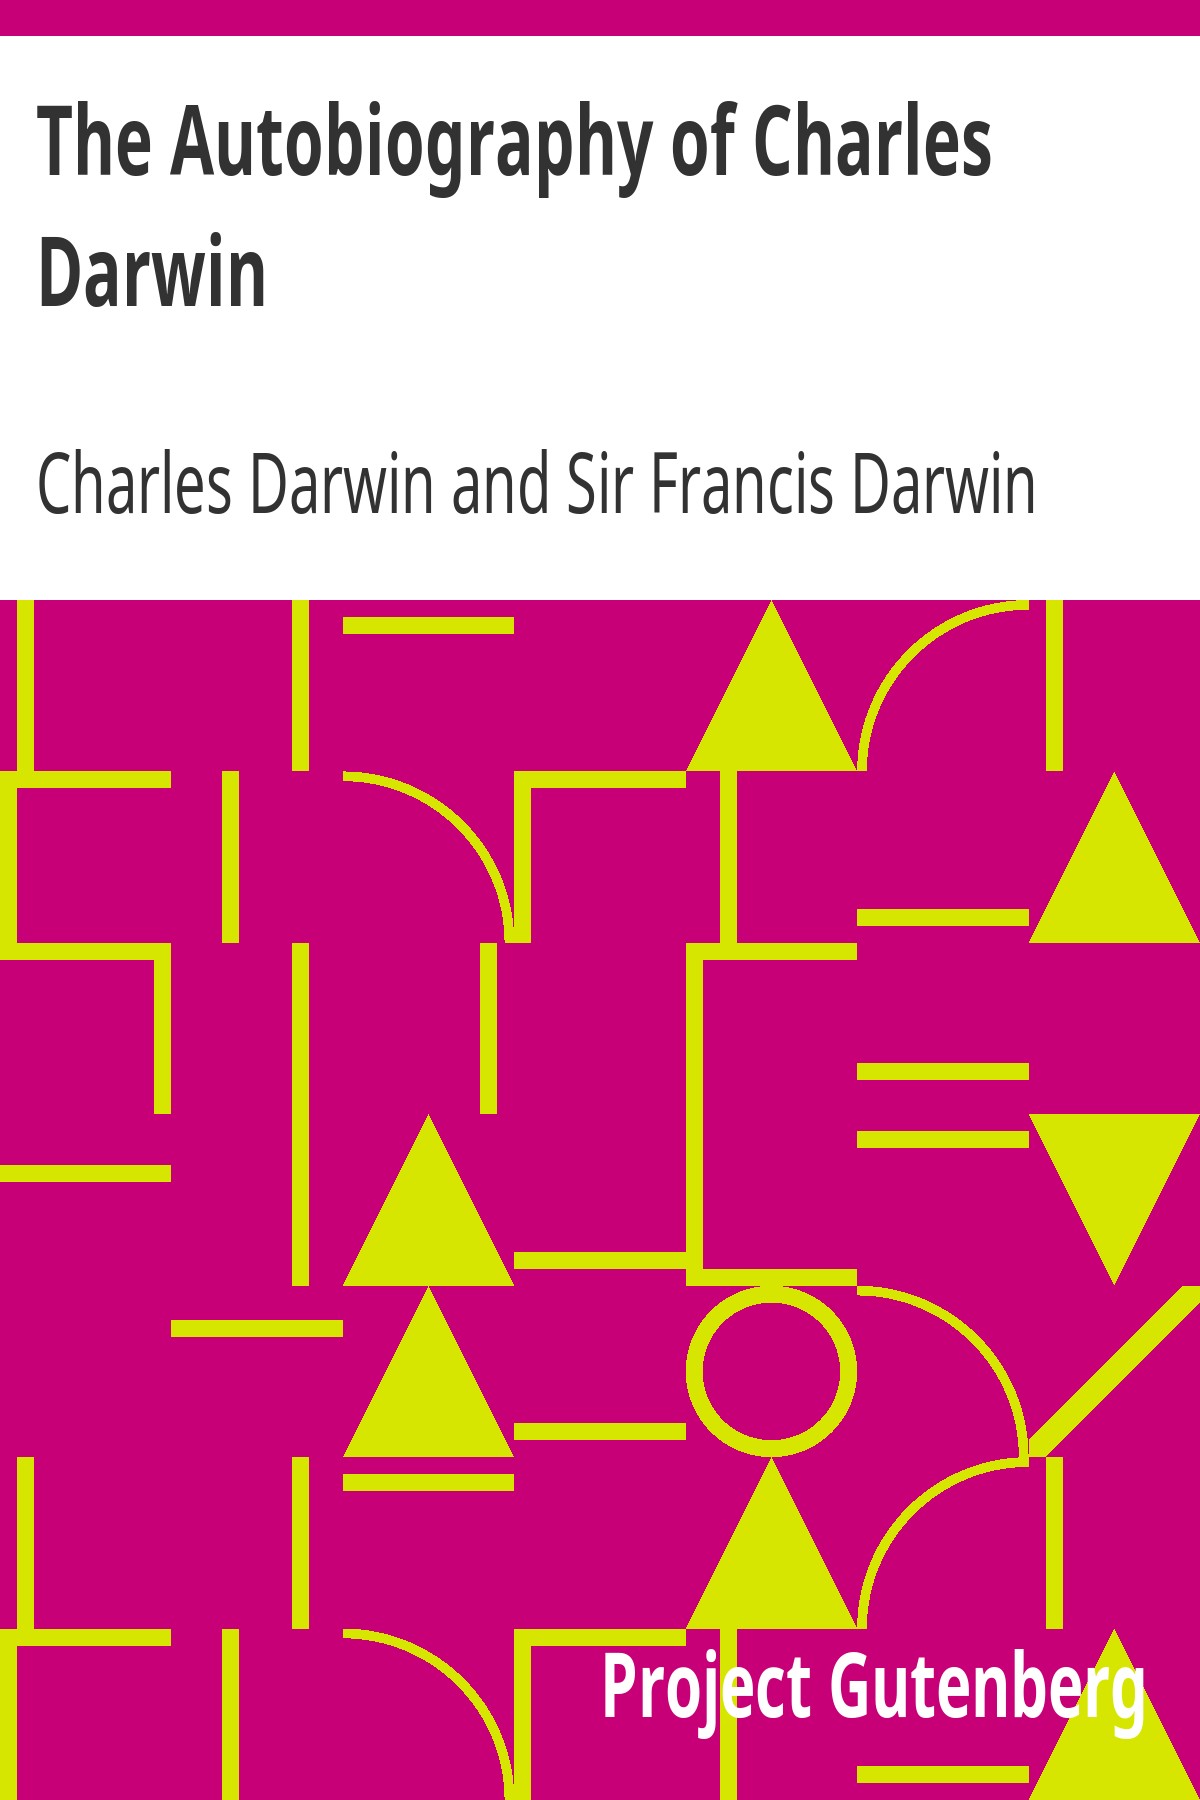 The Autobiography of Charles
Darwin
Charles Darwin and Sir Francis Darwin
Project Gutenberg